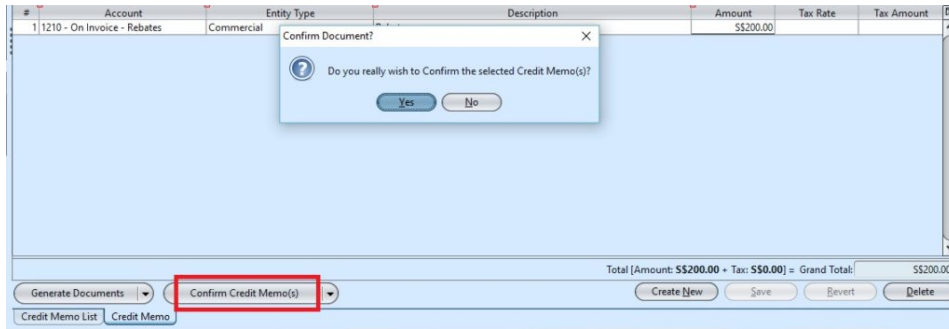 # Account Entity Type Description Amount Tax Rate Tax Amount
1 1210 - On Invoice - Rebates Commercial S$200.00
Confirm Document?
Do you really wish to Confirm the selected Credit Memo(s)?
Yes No
Total [Amount: S$200.00 + Tax: S$0.00] = Grand Total: S$200.00
Generate Documents Confirm Credit Memo(s) Create New Save Revert Delete
Credit Memo List Credit Memo